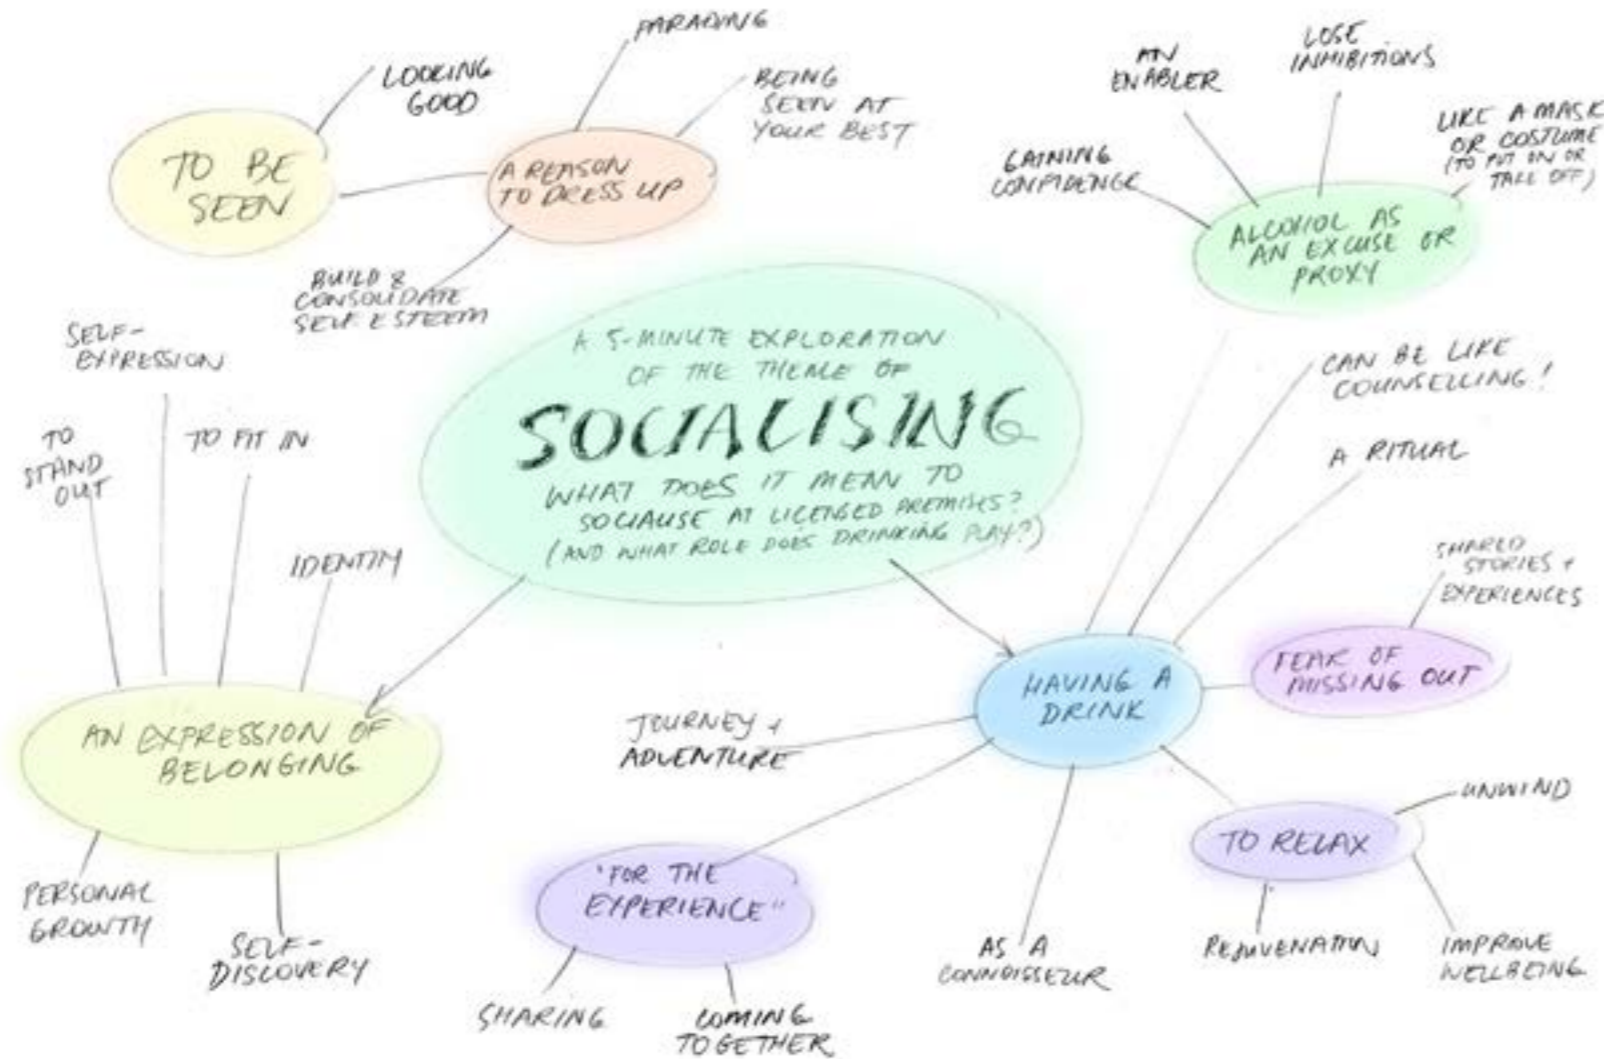 PARADING
LOOKING
GOOD
BEING
SEEN AT
YOUR BEST
TO BE
SEEN
A REASON
TO DRESS UP
BUILD &
CONSOLIDATE
SELF ESTEEM
AN
ENABLER
LOSE
INHIBITIONS
LIKE A MASK
OR COSTUME
(TO PUT ON OR
TALL OFF)
GAINING
CONFIDENCE
ALCOHOL AS
AN EXCUSE OR
PROXY
A 5-MINUTE EXPLORATION
OF THE THEME OF
SOCIALISING
WHAT DOES IT MEAN TO
SOCIALISE AT LICENSED PREMISES?
(AND WHAT ROLE DOES DRINKING PLAY?)
SELF-
EXPRESSION
TO
STAND
OUT
TO FIT IN
IDENTITY
AN EXPRESSION OF
BELONGING
PERSONAL
GROWTH
SELF-
DISCOVERY
CAN BE LIKE
COUNSELLING!
A RITUAL
SHARED
STORIES +
EXPERIENCES
FEAR OF
MISSING OUT
HAVING A
DRINK
JOURNEY +
ADVENTURE
"FOR THE
EXPERIENCE"
SHARING
COMING
TOGETHER
AS A
CONNOISSEUR
TO RELAX
UNWIND
REJUVENATION
IMPROVE
WELLBEING